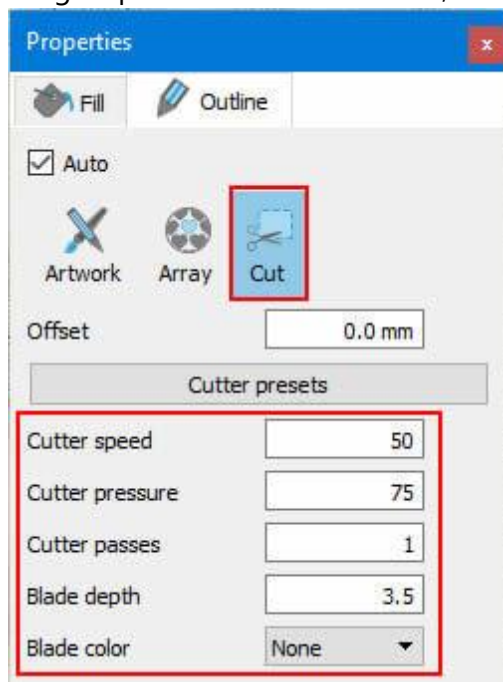 Properties
x
Fill Outline
Auto
Artwork Array Cut
Offset 0.0 mm
Cutter presets
Cutter speed 50
Cutter pressure 75
Cutter passes 1
Blade depth 3.5
Blade color None